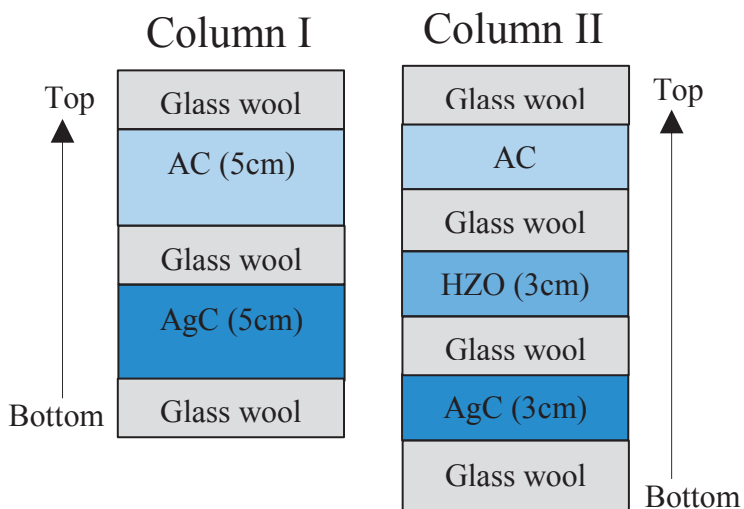 Column I
Top
Glass wool
AC (5cm)
Glass wool
AgC (5cm)
Glass wool
Bottom
Column II
Top
Glass wool
AC
Glass wool
HZO (3cm)
Glass wool
AgC (3cm)
Glass wool
Bottom